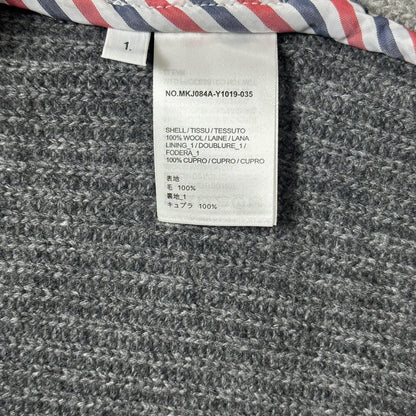 1.
NO.MKJ084A-Y1019-035
SHELL / TISSU / TESSUTO
100% WOOL / LAINE / LANA
LINING_1 / DOUBLURE_1 /
FODERA_1
100% CUPRO / CUPRO / CUPRO
表地
毛 100%
裏地_1
キュプラ 100%